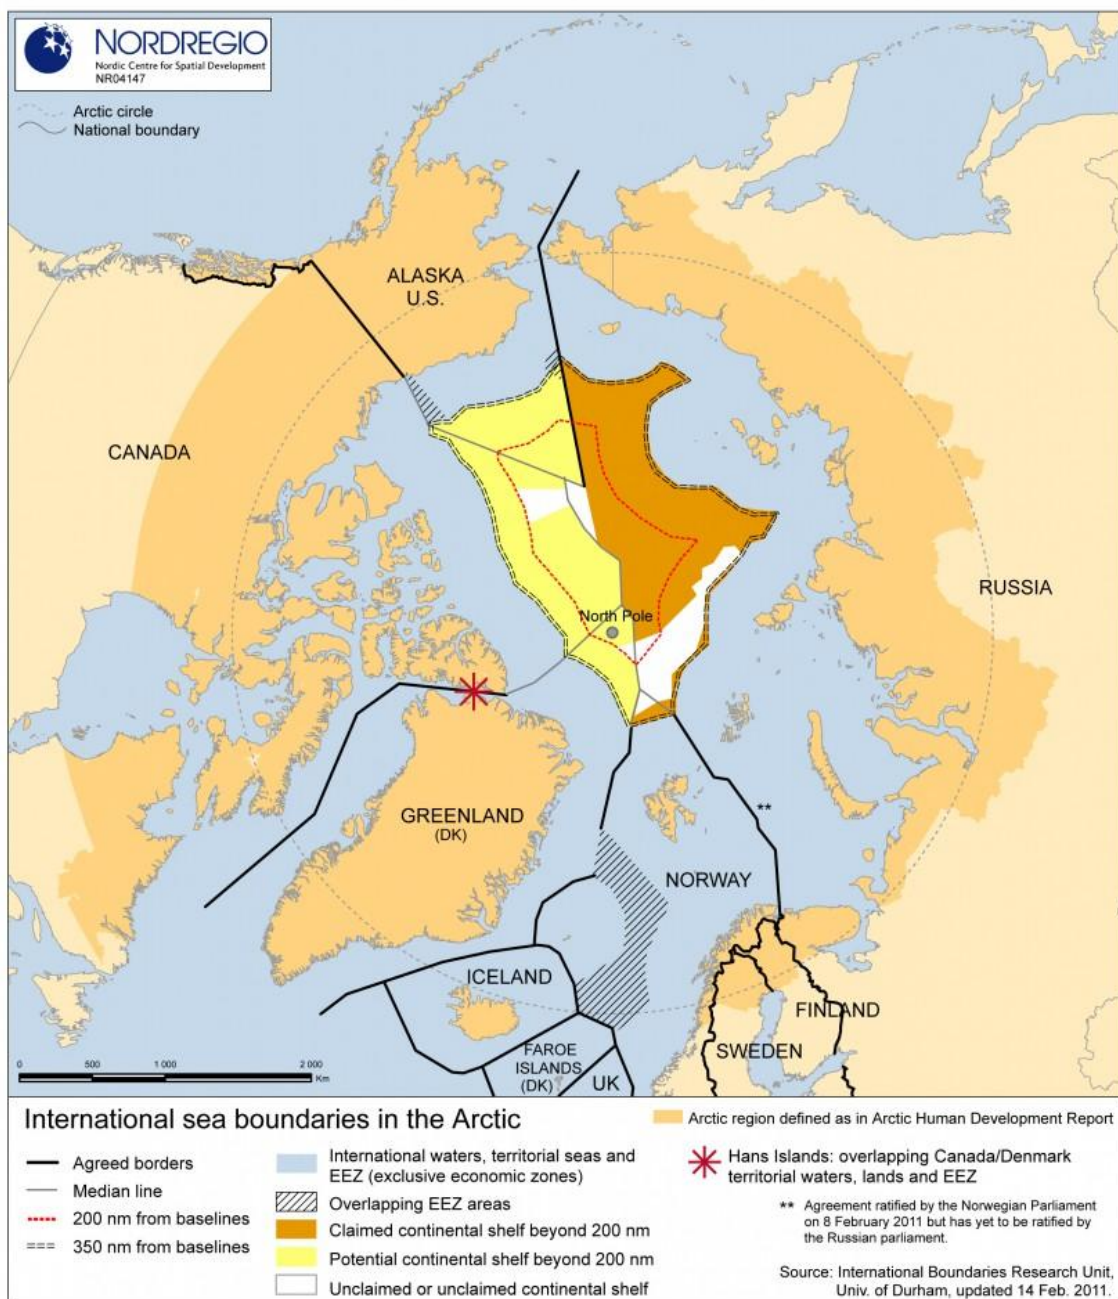 NORDREGIO
Nordic Centre for Spatial Development
NR04147
Arctic circle
National boundary
ALASKA
U.S.
CANADA
RUSSIA
North Pole
GREENLAND
(DK)
**
NORWAY
ICELAND
FINLAND
SWEDEN
FAROE
ISLANDS
(DK)
UK
0 500 1 000 2 000
Km
International sea boundaries in the Arctic
Agreed borders
Median line
200 nm from baselines
350 nm from baselines
International waters, territorial seas and
EEZ (exclusive economic zones)
Overlapping EEZ areas
Claimed continental shelf beyond 200 nm
Potential continental shelf beyond 200 nm
Unclaimed or unclaimed continental shelf
Arctic region defined as in Arctic Human Development Report
Hans Islands: overlapping Canada/Denmark
territorial waters, lands and EEZ
** Agreement ratified by the Norwegian Parliament
on 8 February 2011 but has yet to be ratified by
the Russian parliament.
Source: International Boundaries Research Unit,
Univ. of Durham, updated 14 Feb. 2011.